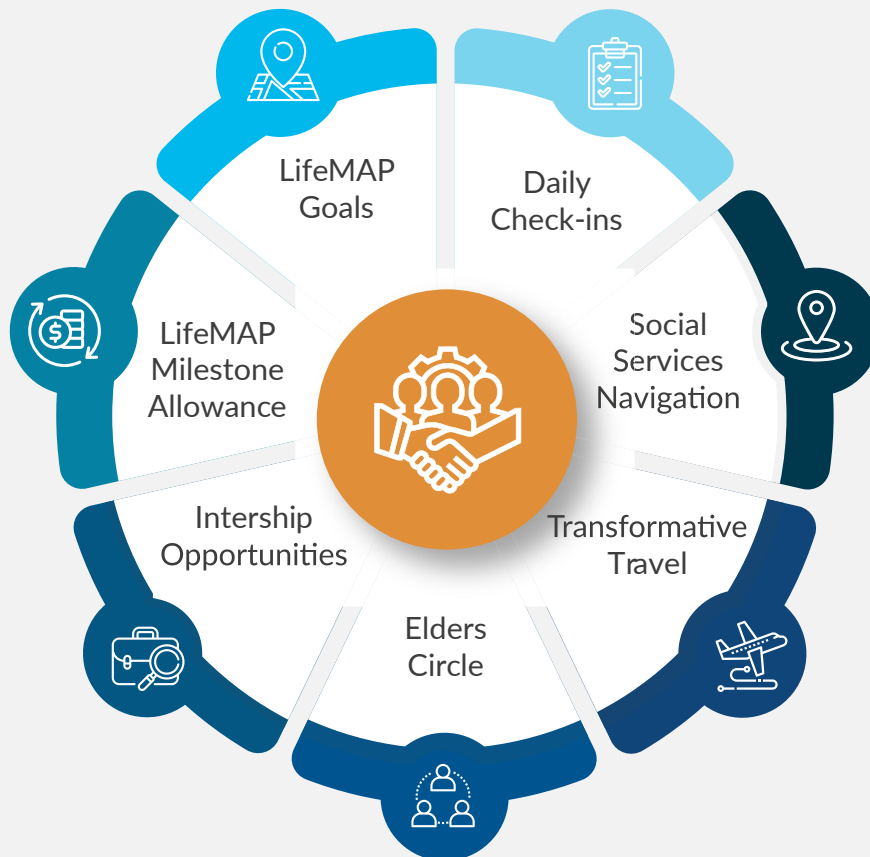 LifeMAP
Goals
Daily
Check-ins
Social
Services
Navigation
Transformative
Travel
Elders
Circle
Intership
Opportunities
LifeMAP
Milestone
Allowance
$